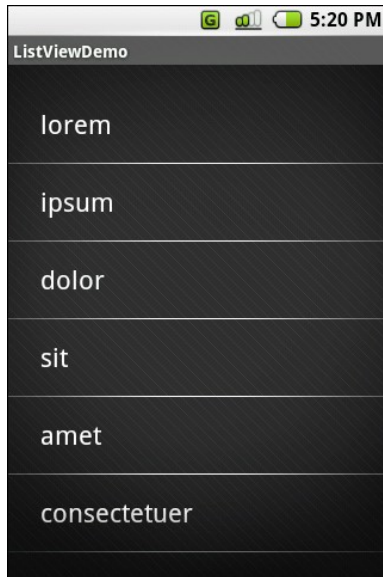 G 5:20 PM
ListViewDemo
lorem
ipsum
dolor
sit
amet
consectetuer